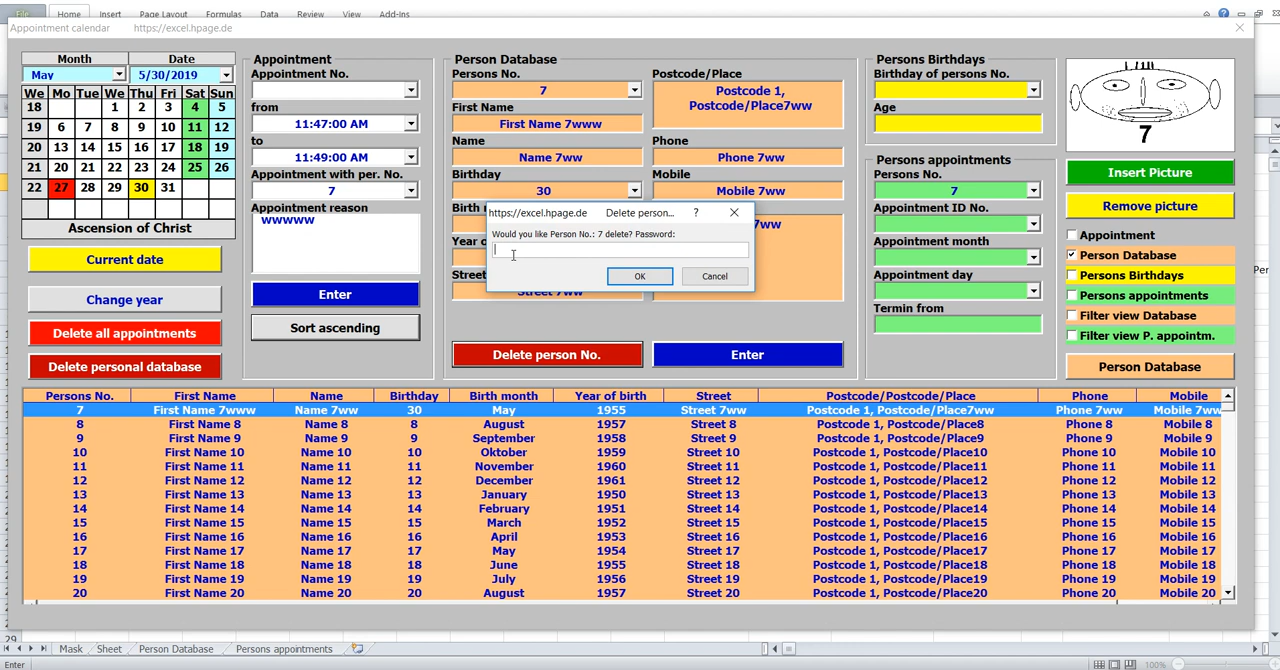 File Home Insert Page Layout Formulas Data Review View Add-Ins
Appointment calendar https://excel.hpage.de
Month Date
May 5/30/2019
We Mo Tue We Thu Fri Sat Sun
18 1 2 3 4 5
19 6 7 8 9 10 11 12
20 13 14 15 16 17 18 19
21 20 21 22 23 24 25 26
22 27 28 29 30 31
Ascension of Christ
Current date
Change year
Delete all appointments
Delete personal database
Appointment
Appointment No.
from
11:47:00 AM
to
11:49:00 AM
Appointment with per. No.
7
Appointment reason
wwwww
Enter
Sort ascending
Person Database
Persons No.
7
First Name
First Name 7www
Name
Name 7ww
Birthday
30
Birth
Year o
Street
Street 7ww
Delete person No.
Postcode/Place
Postcode 1,
Postcode/Place7ww
Phone
Phone 7ww
Mobile
Mobile 7ww
7ww
Enter
https://excel.hpage.de Delete person... ?
Would you like Person No.: 7 delete? Password:
OK Cancel
Persons Birthdays
Birthday of persons No.
Age
Persons appointments
Persons No.
7
Appointment ID No.
Appointment month
Appointment day
Termin from
7
Insert Picture
Remove picture
Appointment
Person Database
Persons Birthdays
Persons appointments
Filter view Database
Filter view P. appointm.
Person Database
Per
Persons No. First Name Name Birthday Birth month Year of birth Street Postcode/Place Phone Mobile
7 First Name 7www Name 7ww 30 May 1955 Street 7ww Postcode 1, Postcode/Place7ww Phone 7ww Mobile 7ww
8 First Name 8 Name 8 8 August 1957 Street 8 Postcode 1, Postcode/Place8 Phone 8 Mobile 8
9 First Name 9 Name 9 9 September 1958 Street 9 Postcode 1, Postcode/Place9 Phone 9 Mobile 9
10 First Name 10 Name 10 10 Oktober 1959 Street 10 Postcode 1, Postcode/Place10 Phone 10 Mobile 10
11 First Name 11 Name 11 11 November 1960 Street 11 Postcode 1, Postcode/Place11 Phone 11 Mobile 11
12 First Name 12 Name 12 12 December 1961 Street 12 Postcode 1, Postcode/Place12 Phone 12 Mobile 12
13 First Name 13 Name 13 13 January 1950 Street 13 Postcode 1, Postcode/Place13 Phone 13 Mobile 13
14 First Name 14 Name 14 14 February 1951 Street 14 Postcode 1, Postcode/Place14 Phone 14 Mobile 14
15 First Name 15 Name 15 15 March 1952 Street 15 Postcode 1, Postcode/Place15 Phone 15 Mobile 15
16 First Name 16 Name 16 16 April 1953 Street 16 Postcode 1, Postcode/Place16 Phone 16 Mobile 16
17 First Name 17 Name 17 17 May 1954 Street 17 Postcode 1, Postcode/Place17 Phone 17 Mobile 17
18 First Name 18 Name 18 18 June 1955 Street 18 Postcode 1, Postcode/Place18 Phone 18 Mobile 18
19 First Name 19 Name 19 19 July 1956 Street 19 Postcode 1, Postcode/Place19 Phone 19 Mobile 19
20 First Name 20 Name 20 20 August 1957 Street 20 Postcode 1, Postcode/Place20 Phone 20 Mobile 20
29
Mask Sheet Person Database Persons appointments
Enter 100%